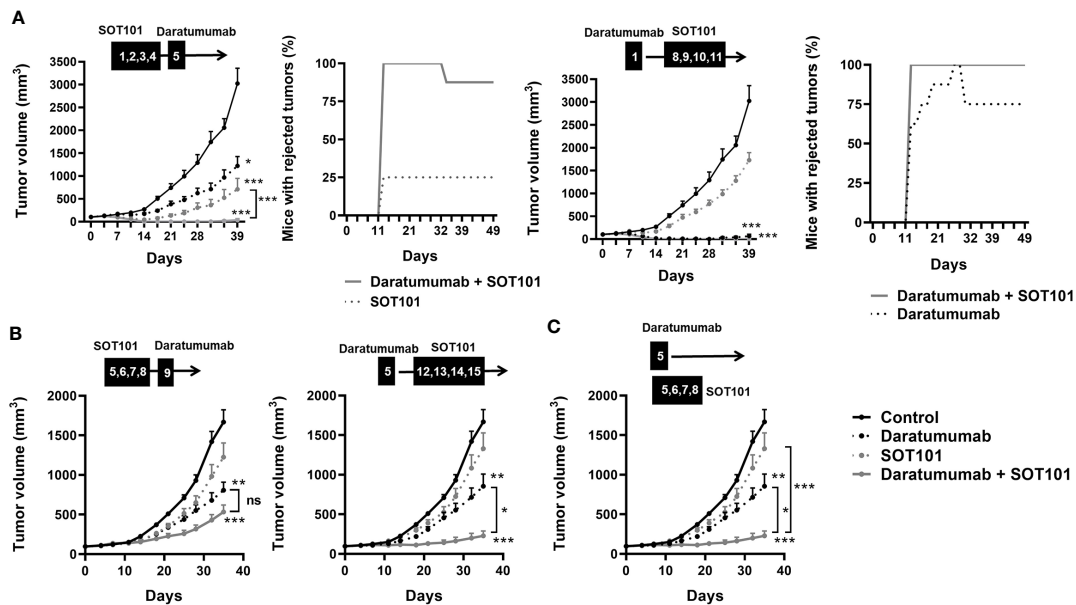 A
SOT101
Daratumumab
1,2,3,4
5
Tumor volume (mm3)
3500
3000
2500
2000
1500
1000
500
0
0 7 14 21 28 39
Days
*
***
***
***
Mice with rejected tumors (%)
100
75
50
25
0
0 11 21 32 39 49
Days
Daratumumab + SOT101
SOT101
Daratumumab
SOT101
1
8,9,10,11
Tumor volume (mm3)
3500
3000
2500
2000
1500
1000
500
0
0 7 14 21 28 39
Days
***
***
Mice with rejected tumors (%)
100
75
50
25
0
0 11 21 32 39 49
Days
Daratumumab + SOT101
Daratumumab
B
SOT101
Daratumumab
5,6,7,8
9
Tumor volume (mm3)
2000
1500
1000
500
0
0 10 20 30 40
Days
**
ns
***
Daratumumab
SOT101
5
12,13,14,15
Tumor volume (mm3)
2000
1500
1000
500
0
0 10 20 30 40
Days
**
*
***
C
Daratumumab
5
5,6,7,8
SOT101
Tumor volume (mm3)
2000
1500
1000
500
0
0 10 20 30 40
Days
**
***
*
***
Control
Daratumumab
SOT101
Daratumumab + SOT101